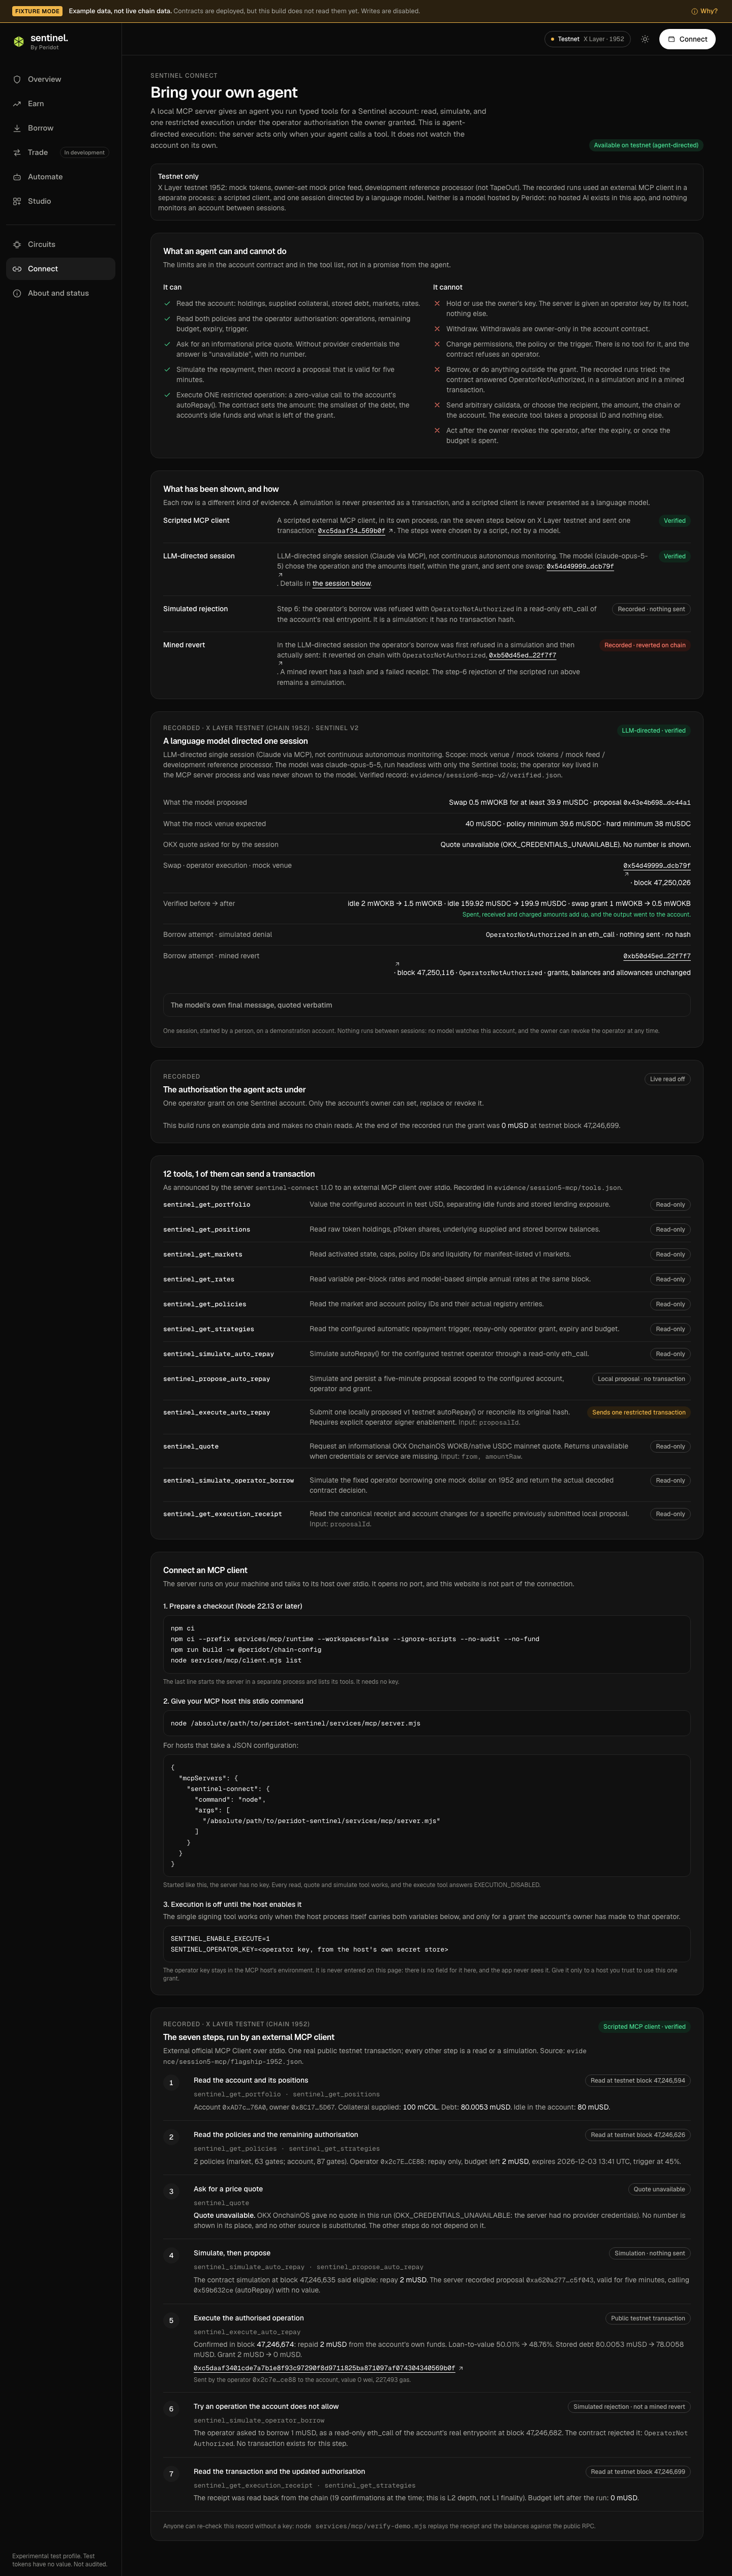 FIXTURE MODE Example data, not live chain data. Contracts are deployed, but this build does not read them yet. Writes are disabled. Why?
sentinel.
By Peridot
Overview
Earn
Borrow
Trade In development
Automate
Studio
Circuits
Connect
About and status
Experimental test profile. Test
tokens have no value. Not audited.
Testnet X Layer · 1952
Connect
SENTINEL CONNECT
Bring your own agent
A local MCP server gives an agent you run typed tools for a Sentinel account: read, simulate, and
one restricted execution under the operator authorisation the owner granted. This is agent-
directed execution: the server acts only when your agent calls a tool. It does not watch the
account on its own.
Available on testnet (agent-directed)
Testnet only
X Layer testnet 1952: mock tokens, owner-set mock price feed, development reference processor (not TapeOut). The recorded runs used an external MCP client in a
separate process: a scripted client, and one session directed by a language model. Neither is a model hosted by Peridot: no hosted AI exists in this app, and nothing
monitors an account between sessions.
What an agent can and cannot do
The limits are in the account contract and in the tool list, not in a promise from the agent.
It can
Read the account: holdings, supplied collateral, stored debt, markets, rates.
Read both policies and the operator authorisation: operations, remaining
budget, expiry, trigger.
Ask for an informational price quote. Without provider credentials the
answer is "unavailable", with no number.
Simulate the repayment, then record a proposal that is valid for five
minutes.
Execute ONE restricted operation: a zero-value call to the account's
autoRepay(). The contract sets the amount: the smallest of the debt, the
account's idle funds and what is left of the grant.
It cannot
Hold or use the owner's key. The server is given an operator key by its host,
nothing else.
Withdraw. Withdrawals are owner-only in the account contract.
Change permissions, the policy or the trigger. There is no tool for it, and the
contract refuses an operator.
Borrow, or do anything outside the grant. The recorded runs tried: the
contract answered OperatorNotAuthorized, in a simulation and in a mined
transaction.
Send arbitrary calldata, or choose the recipient, the amount, the chain or
the account. The execute tool takes a proposal ID and nothing else.
Act after the owner revokes the operator, after the expiry, or once the
budget is spent.
What has been shown, and how
Each row is a different kind of evidence. A simulation is never presented as a transaction, and a scripted client is never presented as a language model.
Scripted MCP client
A scripted external MCP client, in its own process, ran the seven steps below on X Layer testnet and sent one
transaction: 0xc5daaf34…569b0f ↗. The steps were chosen by a script, not by a model.
Verified
LLM-directed session
LLM-directed single session (Claude via MCP), not continuous autonomous monitoring. The model (claude-opus-5-
5) chose the operation and the amounts itself, within the grant, and sent one swap: 0x54d49999…dcb79f
↗
. Details in the session below.
Verified
Simulated rejection
Step 6: the operator's borrow was refused with OperatorNotAuthorized in a read-only eth_call of
the account's real entrypoint. It is a simulation: it has no transaction hash.
Recorded · nothing sent
Mined revert
In the LLM-directed session the operator's borrow was first refused in a simulation and then
actually sent: it reverted on chain with OperatorNotAuthorized, 0xb50d45ed…22f7f7
↗
. A mined revert has a hash and a failed receipt. The step-6 rejection of the scripted run above
remains a simulation.
Recorded · reverted on chain
RECORDED · X LAYER TESTNET (CHAIN 1952) · SENTINEL V2
A language model directed one session
LLM-directed single session (Claude via MCP), not continuous autonomous monitoring. Scope: mock venue / mock tokens / mock feed /
development reference processor. The model was claude-opus-5-5, run headless with only the Sentinel tools; the operator key lived in
the MCP server process and was never shown to the model. Verified record: evidence/session6-mcp-v2/verified.json.
LLM-directed · verified
What the model proposed
Swap 0.5 mWOKB for at least 39.9 mUSDC · proposal 0x43e4b698…dc44a1
What the mock venue expected
40 mUSDC · policy minimum 39.6 mUSDC · hard minimum 38 mUSDC
OKX quote asked for by the session
Quote unavailable (OKX_CREDENTIALS_UNAVAILABLE). No number is shown.
Swap · operator execution · mock venue
0x54d49999…dcb79f
↗
· block 47,250,026
Verified before → after
idle 2 mWOKB → 1.5 mWOKB · idle 159.92 mUSDC → 199.9 mUSDC · swap grant 1 mWOKB → 0.5 mWOKB
Spent, received and charged amounts add up, and the output went to the account.
Borrow attempt · simulated denial
OperatorNotAuthorized in an eth_call · nothing sent · no hash
Borrow attempt · mined revert
0xb50d45ed…22f7f7
↗
· block 47,250,116 · OperatorNotAuthorized · grants, balances and allowances unchanged
The model's own final message, quoted verbatim
One session, started by a person, on a demonstration account. Nothing runs between sessions: no model watches this account, and the owner can revoke the operator at any time.
RECORDED
The authorisation the agent acts under
One operator grant on one Sentinel account. Only the account's owner can set, replace or revoke it.
Live read off
This build runs on example data and makes no chain reads. At the end of the recorded run the grant was 0 mUSD at testnet block 47,246,699.
12 tools, 1 of them can send a transaction
As announced by the server sentinel-connect 1.1.0 to an external MCP client over stdio. Recorded in evidence/session5-mcp/tools.json.
sentinel_get_portfolio Value the configured account in test USD, separating idle funds and stored lending exposure. Read-only
sentinel_get_positions Read raw token holdings, pToken shares, underlying supplied and stored borrow balances. Read-only
sentinel_get_markets Read activated state, caps, policy IDs and liquidity for manifest-listed v1 markets. Read-only
sentinel_get_rates Read variable per-block rates and model-based simple annual rates at the same block. Read-only
sentinel_get_policies Read the market and account policy IDs and their actual registry entries. Read-only
sentinel_get_strategies Read the configured automatic repayment trigger, repay-only operator grant, expiry and budget. Read-only
sentinel_simulate_auto_repay Simulate autoRepay() for the configured testnet operator through a read-only eth_call. Read-only
sentinel_propose_auto_repay Simulate and persist a five-minute proposal scoped to the configured account,
operator and grant.
Local proposal · no transaction
sentinel_execute_auto_repay Submit one locally proposed v1 testnet autoRepay() or reconcile its original hash.
Requires explicit operator signer enablement. Input: proposalId.
Sends one restricted transaction
sentinel_quote Request an informational OKX OnchainOS WOKB/native USDC mainnet quote. Returns unavailable
when credentials or service are missing. Input: from, amountRaw.
Read-only
sentinel_simulate_operator_borrow Simulate the fixed operator borrowing one mock dollar on 1952 and return the actual decoded
contract decision.
Read-only
sentinel_get_execution_receipt Read the canonical receipt and account changes for a specific previously submitted local proposal.
Input: proposalId.
Read-only
Connect an MCP client
The server runs on your machine and talks to its host over stdio. It opens no port, and this website is not part of the connection.
1. Prepare a checkout (Node 22.13 or later)
npm ci
npm ci --prefix services/mcp/runtime --workspaces=false --ignore-scripts --no-audit --no-fund
npm run build -w @peridot/chain-config
node services/mcp/client.mjs list
The last line starts the server in a separate process and lists its tools. It needs no key.
2. Give your MCP host this stdio command
node /absolute/path/to/peridot-sentinel/services/mcp/server.mjs
For hosts that take a JSON configuration:
{
"mcpServers": {
"sentinel-connect": {
"command": "node",
"args": [
"/absolute/path/to/peridot-sentinel/services/mcp/server.mjs"
]
}
}
}
Started like this, the server has no key. Every read, quote and simulate tool works, and the execute tool answers EXECUTION_DISABLED.
3. Execution is off until the host enables it
The single signing tool works only when the host process itself carries both variables below, and only for a grant the account's owner has made to that operator.
SENTINEL_ENABLE_EXECUTE=1
SENTINEL_OPERATOR_KEY=<operator key, from the host's own secret store>
The operator key stays in the MCP host's environment. It is never entered on this page: there is no field for it here, and the app never sees it. Give it only to a host you trust to use this one
grant.
RECORDED · X LAYER TESTNET (CHAIN 1952)
The seven steps, run by an external MCP client
External official MCP Client over stdio. One real public testnet transaction; every other step is a read or a simulation. Source: evide
nce/session5-mcp/flagship-1952.json.
Scripted MCP client · verified
1
Read the account and its positions
sentinel_get_portfolio · sentinel_get_positions
Account 0xAD7c…76A0, owner 0x8C17…5D67. Collateral supplied: 100 mCOL. Debt: 80.0053 mUSD. Idle in the account: 80 mUSD.
Read at testnet block 47,246,594
2
Read the policies and the remaining authorisation
sentinel_get_policies · sentinel_get_strategies
2 policies (market, 63 gates; account, 87 gates). Operator 0x2c7E…CE88: repay only, budget left 2 mUSD, expires 2026-12-03 13:41 UTC, trigger at 45%.
Read at testnet block 47,246,626
3
Ask for a price quote
sentinel_quote
Quote unavailable. OKX OnchainOS gave no quote in this run (OKX_CREDENTIALS_UNAVAILABLE: the server had no provider credentials). No number is
shown in its place, and no other source is substituted. The other steps do not depend on it.
Quote unavailable
4
Simulate, then propose
sentinel_simulate_auto_repay · sentinel_propose_auto_repay
The contract simulation at block 47,246,635 said eligible: repay 2 mUSD. The server recorded proposal 0xa620a277…c5f043, valid for five minutes, calling
0x59b632ce (autoRepay) with no value.
Simulation · nothing sent
5
Execute the authorised operation
sentinel_execute_auto_repay
Confirmed in block 47,246,674: repaid 2 mUSD from the account's own funds. Loan-to-value 50.01% → 48.76%. Stored debt 80.0053 mUSD → 78.0058
mUSD. Grant 2 mUSD → 0 mUSD.
0xc5daaf3401cde7a7b1e8f93c97290f8d9711825ba871097af074304340569b0f ↗
Sent by the operator 0x2c7e…ce88 to the account, value 0 wei, 227,493 gas.
Public testnet transaction
6
Try an operation the account does not allow
sentinel_simulate_operator_borrow
The operator asked to borrow 1 mUSD, as a read-only eth_call of the account's real entrypoint at block 47,246,682. The contract rejected it: OperatorNot
Authorized. No transaction exists for this step.
Simulated rejection · not a mined revert
7
Read the transaction and the updated authorisation
sentinel_get_execution_receipt · sentinel_get_strategies
The receipt was read back from the chain (19 confirmations at the time; this is L2 depth, not L1 finality). Budget left after the run: 0 mUSD.
Read at testnet block 47,246,699
Anyone can re-check this record without a key: node services/mcp/verify-demo.mjs replays the receipt and the balances against the public RPC.